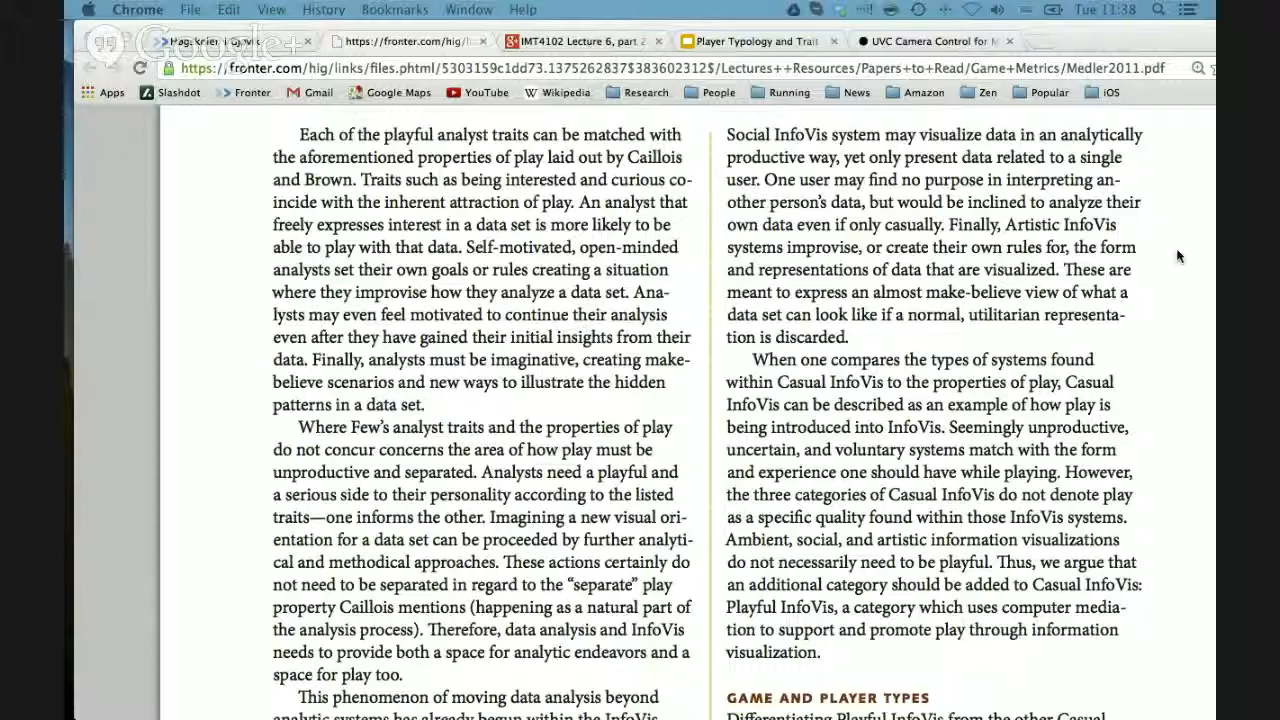 Chrome File Edit View History Bookmarks Window Help Tue 11:38
Google+
https://fronter.com/hig/l
IMT4102 Lecture 6, part 2
Player Typology and Trait
UVC Camera Control for M
https://fronter.com/hig/links/files.phtml/5303159c1dd73.1375262837$383602312$/Lectures++Resources/Papers+to+Read/Game+Metrics/Medler2011.pdf
Apps Slashdot Fronter Gmail Google Maps YouTube Wikipedia Research People Running News Amazon Zen Popular iOS
Each of the playful analyst traits can be matched with
the aforementioned properties of play laid out by Caillois
and Brown. Traits such as being interested and curious co-
incide with the inherent attraction of play. An analyst that
freely expresses interest in a data set is more likely to be
able to play with that data. Self-motivated, open-minded
analysts set their own goals or rules creating a situation
where they improvise how they analyze a data set. Ana-
lysts may even feel motivated to continue their analysis
even after they have gained their initial insights from their
data. Finally, analysts must be imaginative, creating make-
believe scenarios and new ways to illustrate the hidden
patterns in a data set.
Where Few's analyst traits and the properties of play
do not concur concerns the area of how play must be
unproductive and separated. Analysts need a playful and
a serious side to their personality according to the listed
traits—one informs the other. Imagining a new visual ori-
entation for a data set can be proceeded by further analyti-
cal and methodical approaches. These actions certainly do
not need to be separated in regard to the "separate" play
property Caillois mentions (happening as a natural part of
the analysis process). Therefore, data analysis and InfoVis
needs to provide both a space for analytic endeavors and a
space for play too.
This phenomenon of moving data analysis beyond
analytic systems has already begun within the InfoVis
Social InfoVis system may visualize data in an analytically
productive way, yet only present data related to a single
user. One user may find no purpose in interpreting an-
other person's data, but would be inclined to analyze their
own data even if only casually. Finally, Artistic InfoVis
systems improvise, or create their own rules for, the form
and representations of data that are visualized. These are
meant to express an almost make-believe view of what a
data set can look like if a normal, utilitarian representa-
tion is discarded.
When one compares the types of systems found
within Casual InfoVis to the properties of play, Casual
InfoVis can be described as an example of how play is
being introduced into InfoVis. Seemingly unproductive,
uncertain, and voluntary systems match with the form
and experience one should have while playing. However,
the three categories of Casual InfoVis do not denote play
as a specific quality found within those InfoVis systems.
Ambient, social, and artistic information visualizations
do not necessarily need to be playful. Thus, we argue that
an additional category should be added to Casual InfoVis:
Playful InfoVis, a category which uses computer media-
tion to support and promote play through information
visualization.
GAME AND PLAYER TYPES
Differentiating Playful InfoVis from the other Casual